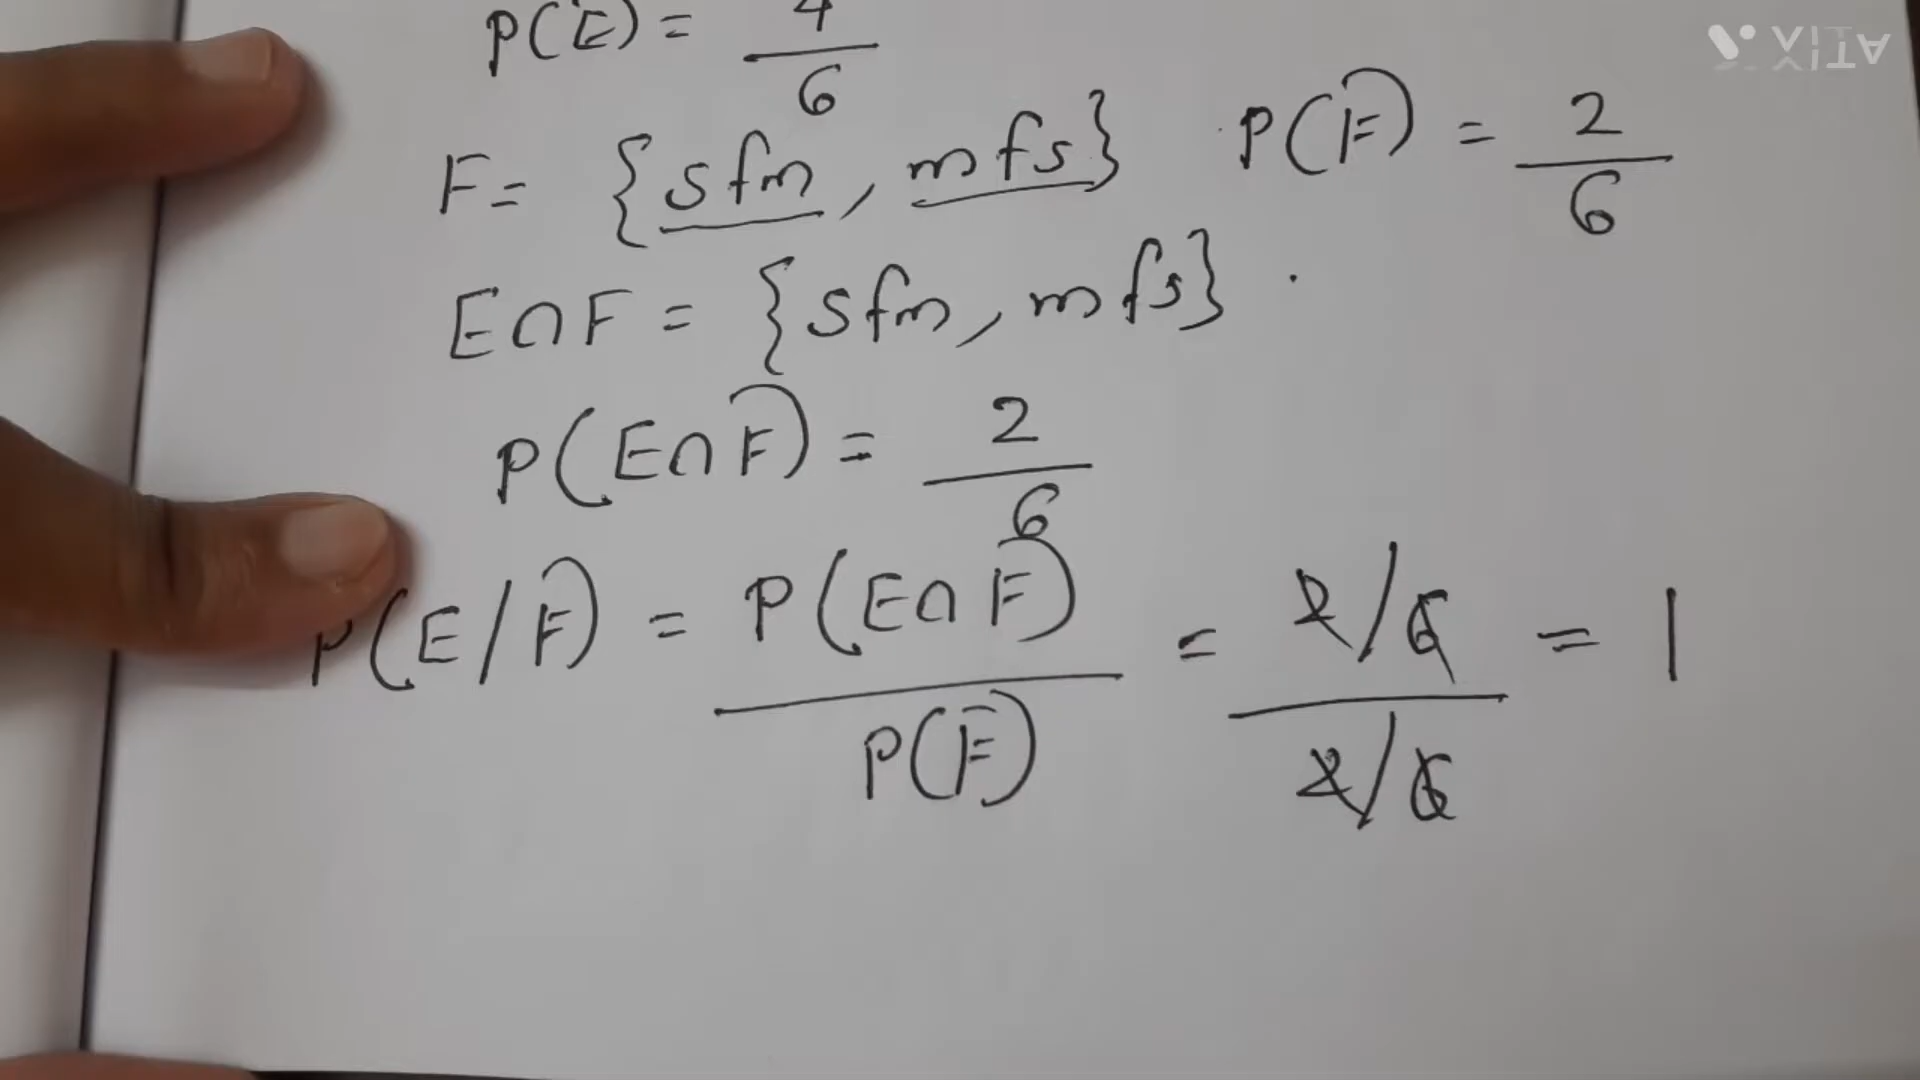 P(E) = 4/6
F = {sfm, mfs} P(F) = 2/6
E∩F = {sfm, mfs}.
P(E∩F) = 2/6
P(E/F) = P(E∩F)/P(F) = 2/6 / 2/6 = 1
VITA